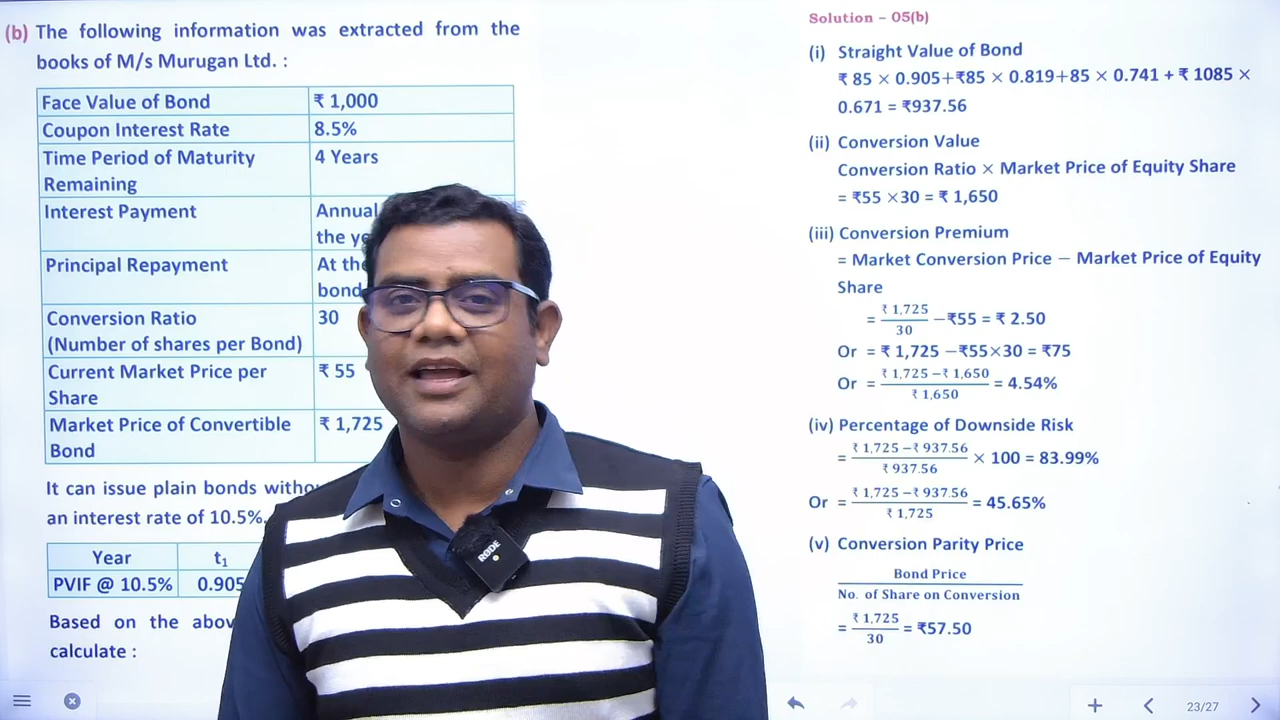 (b) The following information was extracted from the
books of M/s Murugan Ltd. :
Face Value of Bond ₹ 1,000
Coupon Interest Rate 8.5%
Time Period of Maturity 4 Years
Remaining
Interest Payment Annual
the
Principal Repayment At the
bond
Conversion Ratio 30
(Number of shares per Bond)
Current Market Price per ₹ 55
Share
Market Price of Convertible ₹ 1,725
Bond
It can issue plain bonds
an interest rate of 10.5%.
Year t₁
PVIF @ 10.5% 0.905
Based on the
calculate :
RØDE
Solution – 05(b)
(i) Straight Value of Bond
₹ 85 × 0.905+₹85 × 0.819+85 × 0.741 + ₹ 1085 ×
0.671 = ₹937.56
(ii) Conversion Value
Conversion Ratio × Market Price of Equity Share
= ₹55 ×30 = ₹ 1,650
(iii) Conversion Premium
= Market Conversion Price – Market Price of Equity
Share
= ₹ 1,725 / 30 –₹55 = ₹ 2.50
Or = ₹ 1,725 –₹55×30 = ₹75
Or = ₹ 1,725 –₹ 1,650 / ₹ 1,650 = 4.54%
(iv) Percentage of Downside Risk
= ₹ 1,725 –₹ 937.56 / ₹ 937.56 × 100 = 83.99%
Or = ₹ 1,725 –₹ 937.56 / ₹ 1,725 = 45.65%
(v) Conversion Parity Price
Bond Price
No. of Share on Conversion
= ₹ 1,725 / 30 = ₹57.50
23/27